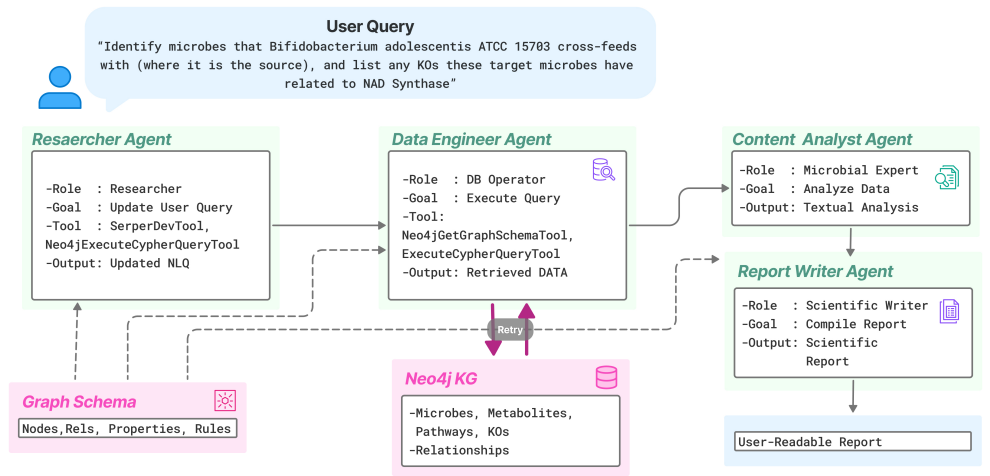 User Query
"Identify microbes that Bifidobacterium adolescentis ATCC 15703 cross-feeds
with (where it is the source), and list any KOs these target microbes have
related to NAD Synthase"
Resaercher Agent
-Role  : Researcher
-Goal  : Update User Query
-Tool  : SerperDevTool,
Neo4jExecuteCypherQueryTool
-Output: Updated NLQ
Data Engineer Agent
-Role  : DB Operator
-Goal  : Execute Query
-Tool:
Neo4jGetGraphSchemaTool,
ExecuteCypherQueryTool
-Output: Retrieved DATA
Content  Analyst Agent
-Role  : Microbial Expert
-Goal  : Analyze Data
-Output: Textual Analysis
Report Writer Agent
-Role  : Scientific Writer
-Goal  : Compile Report
-Output: Scientific
Report
Retry
Graph Schema
Nodes,Rels, Properties, Rules
Neo4j KG
-Microbes, Metabolites,
Pathways, KOs
-Relationships
User-Readable Report